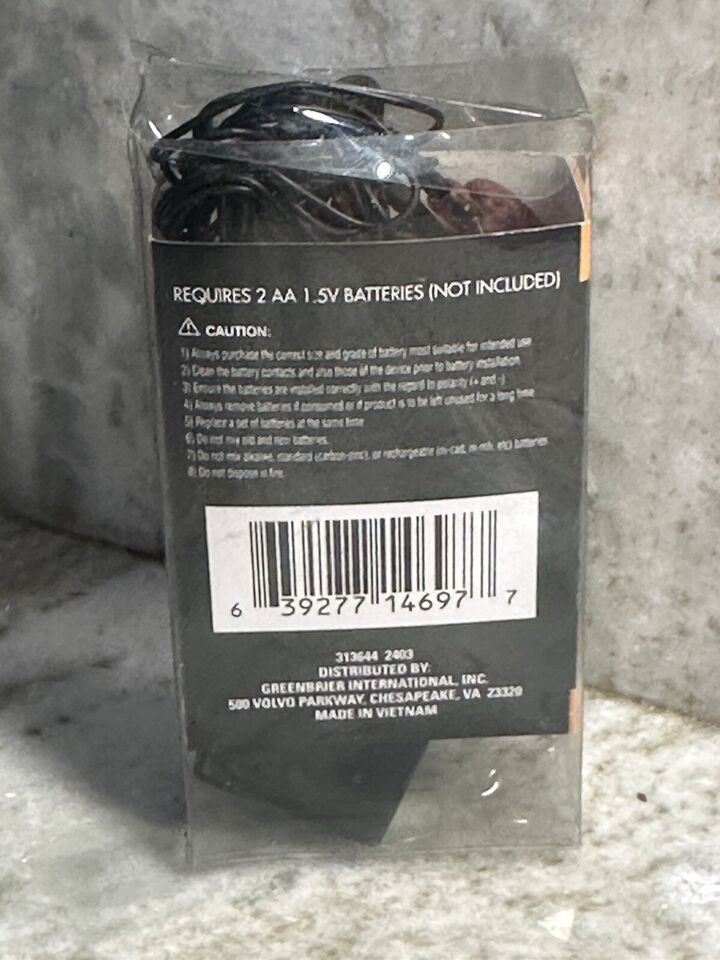 REQUIRES 2 AA 1.5V BATTERIES (NOT INCLUDED)
CAUTION:
1) Always purchase the correct size and grade of battery most suitable for intended use
2) Clean the battery contacts and also those of the device prior to battery installation
3) Ensure the batteries are installed correctly with the regard to polarity (+ and -)
4) Always remove batteries if consumed or if product is to be left unused for a long time
5) Replace a set of batteries at the same time
6) Do not mix old and new batteries.
7) Do not mix alkaline, standard (carbon-zinc), or rechargeable (ni-cad, ni-mh, etc) batteries
8) Do not dispose in fire.
6 39277 14697 7
313644 2403
DISTRIBUTED BY:
GREENBRIER INTERNATIONAL, INC.
500 VOLVO PARKWAY, CHESAPEAKE, VA 23320
MADE IN VIETNAM